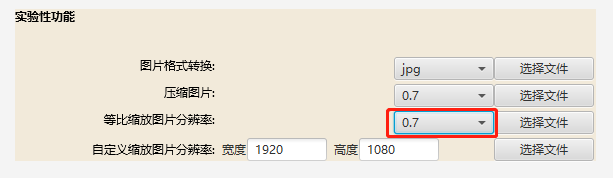 实验性功能
图片格式转换: jpg 选择文件
压缩图片: 0.7 选择文件
等比缩放图片分辨率: 0.7 选择文件
自定义缩放图片分辨率: 宽度 1920 高度 1080 选择文件